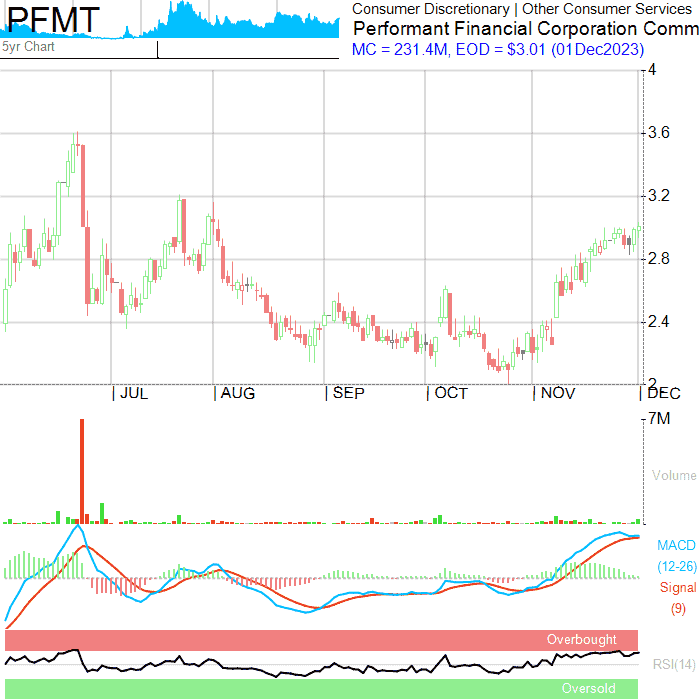 PFMT
5yr Chart
Consumer Discretionary | Other Consumer Services
Performant Financial Corporation Comm
MC = 231.4M, EOD = $3.01 (01Dec2023)
4
3.6
3.2
2.8
2.4
2
JUL
AUG
SEP
OCT
NOV
DEC
7M
Volume
MACD
(12-26)
Signal
(9)
Overbought
RSI(14)
Oversold